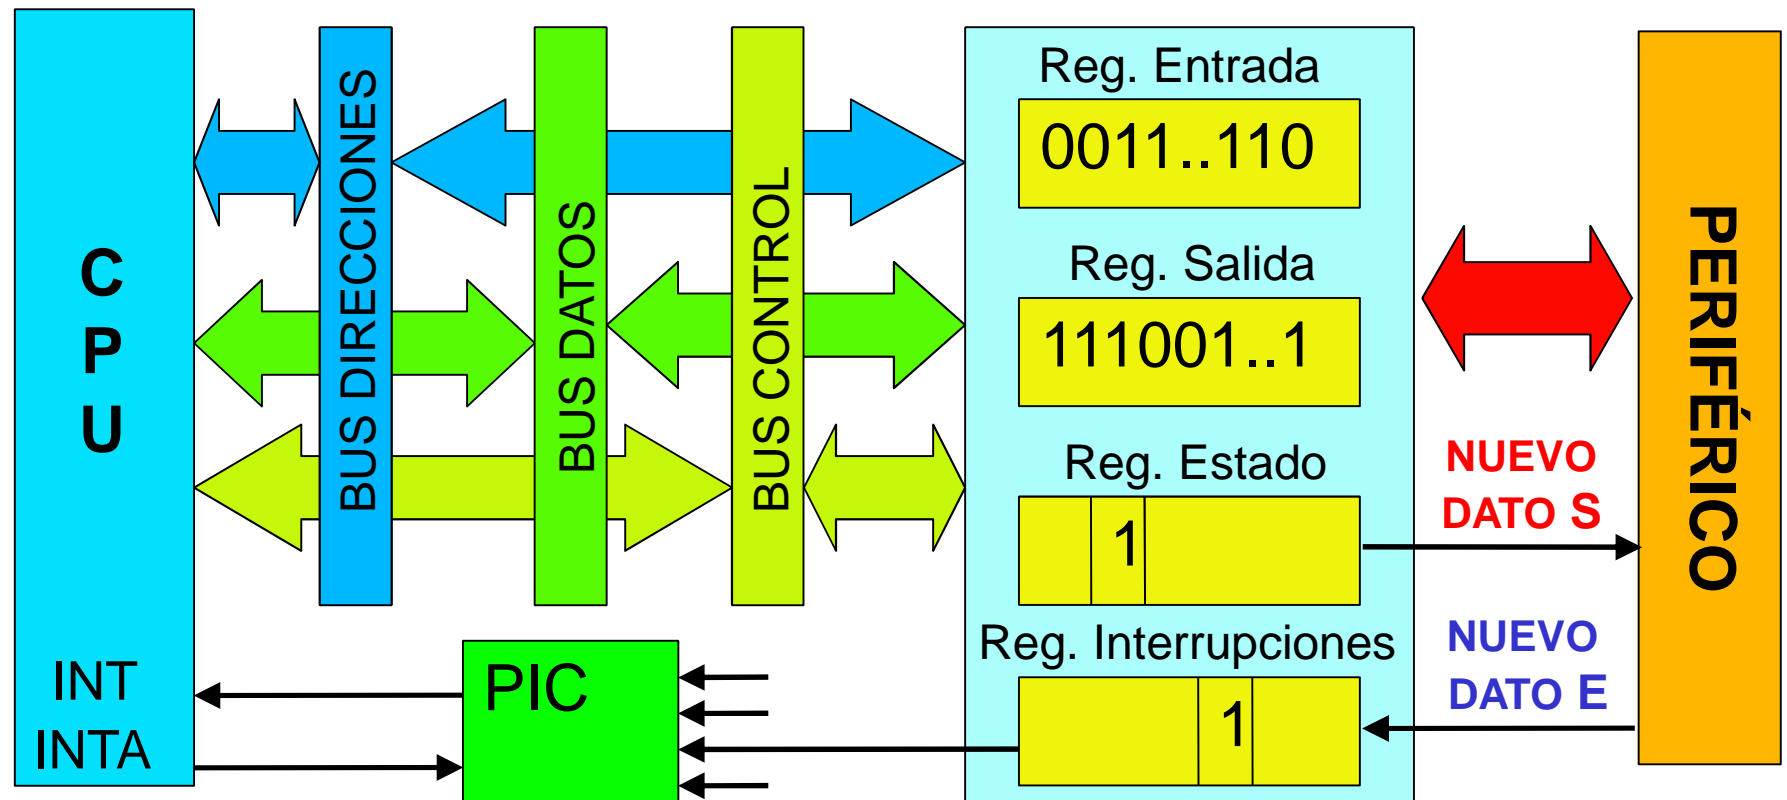 CPU
INT
INTA
BUS DIRECCIONES
BUS DATOS
BUS CONTROL
PIC
Reg. Entrada
0011..110
Reg. Salida
111001..1
Reg. Estado
1
Reg. Interrupciones
1
NUEVO
DATO S
NUEVO
DATO E
PERIFÉRICO